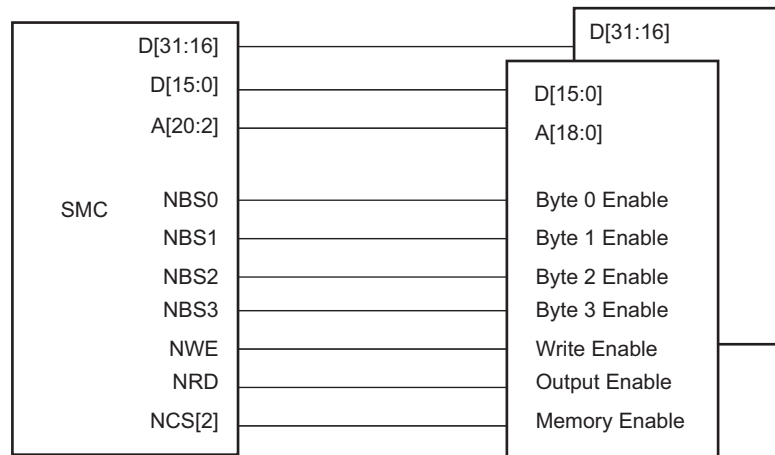 D[31:16]
D[31:16]
D[15:0]
D[15:0]
A[20:2]
A[18:0]
SMC
NBS0
Byte 0 Enable
NBS1
Byte 1 Enable
NBS2
Byte 2 Enable
NBS3
Byte 3 Enable
NWE
Write Enable
NRD
Output Enable
NCS[2]
Memory Enable